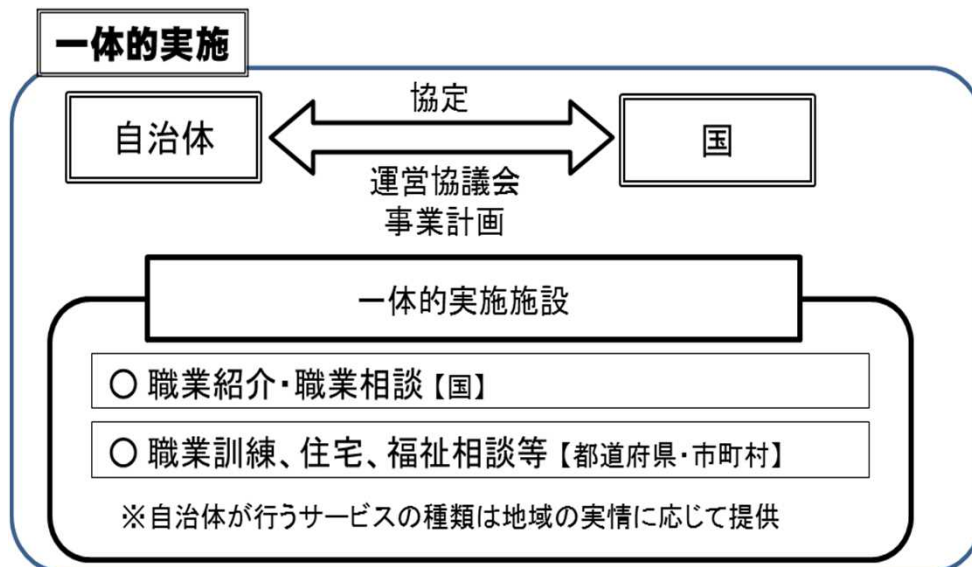 一体的実施
協定
自治体
国
運営協議会
事業計画
一体的実施施設
○ 職業紹介・職業相談【国】
○ 職業訓練、住宅、福祉相談等【都道府県・市町村】
※自治体が行うサービスの種類は地域の実情に応じて提供